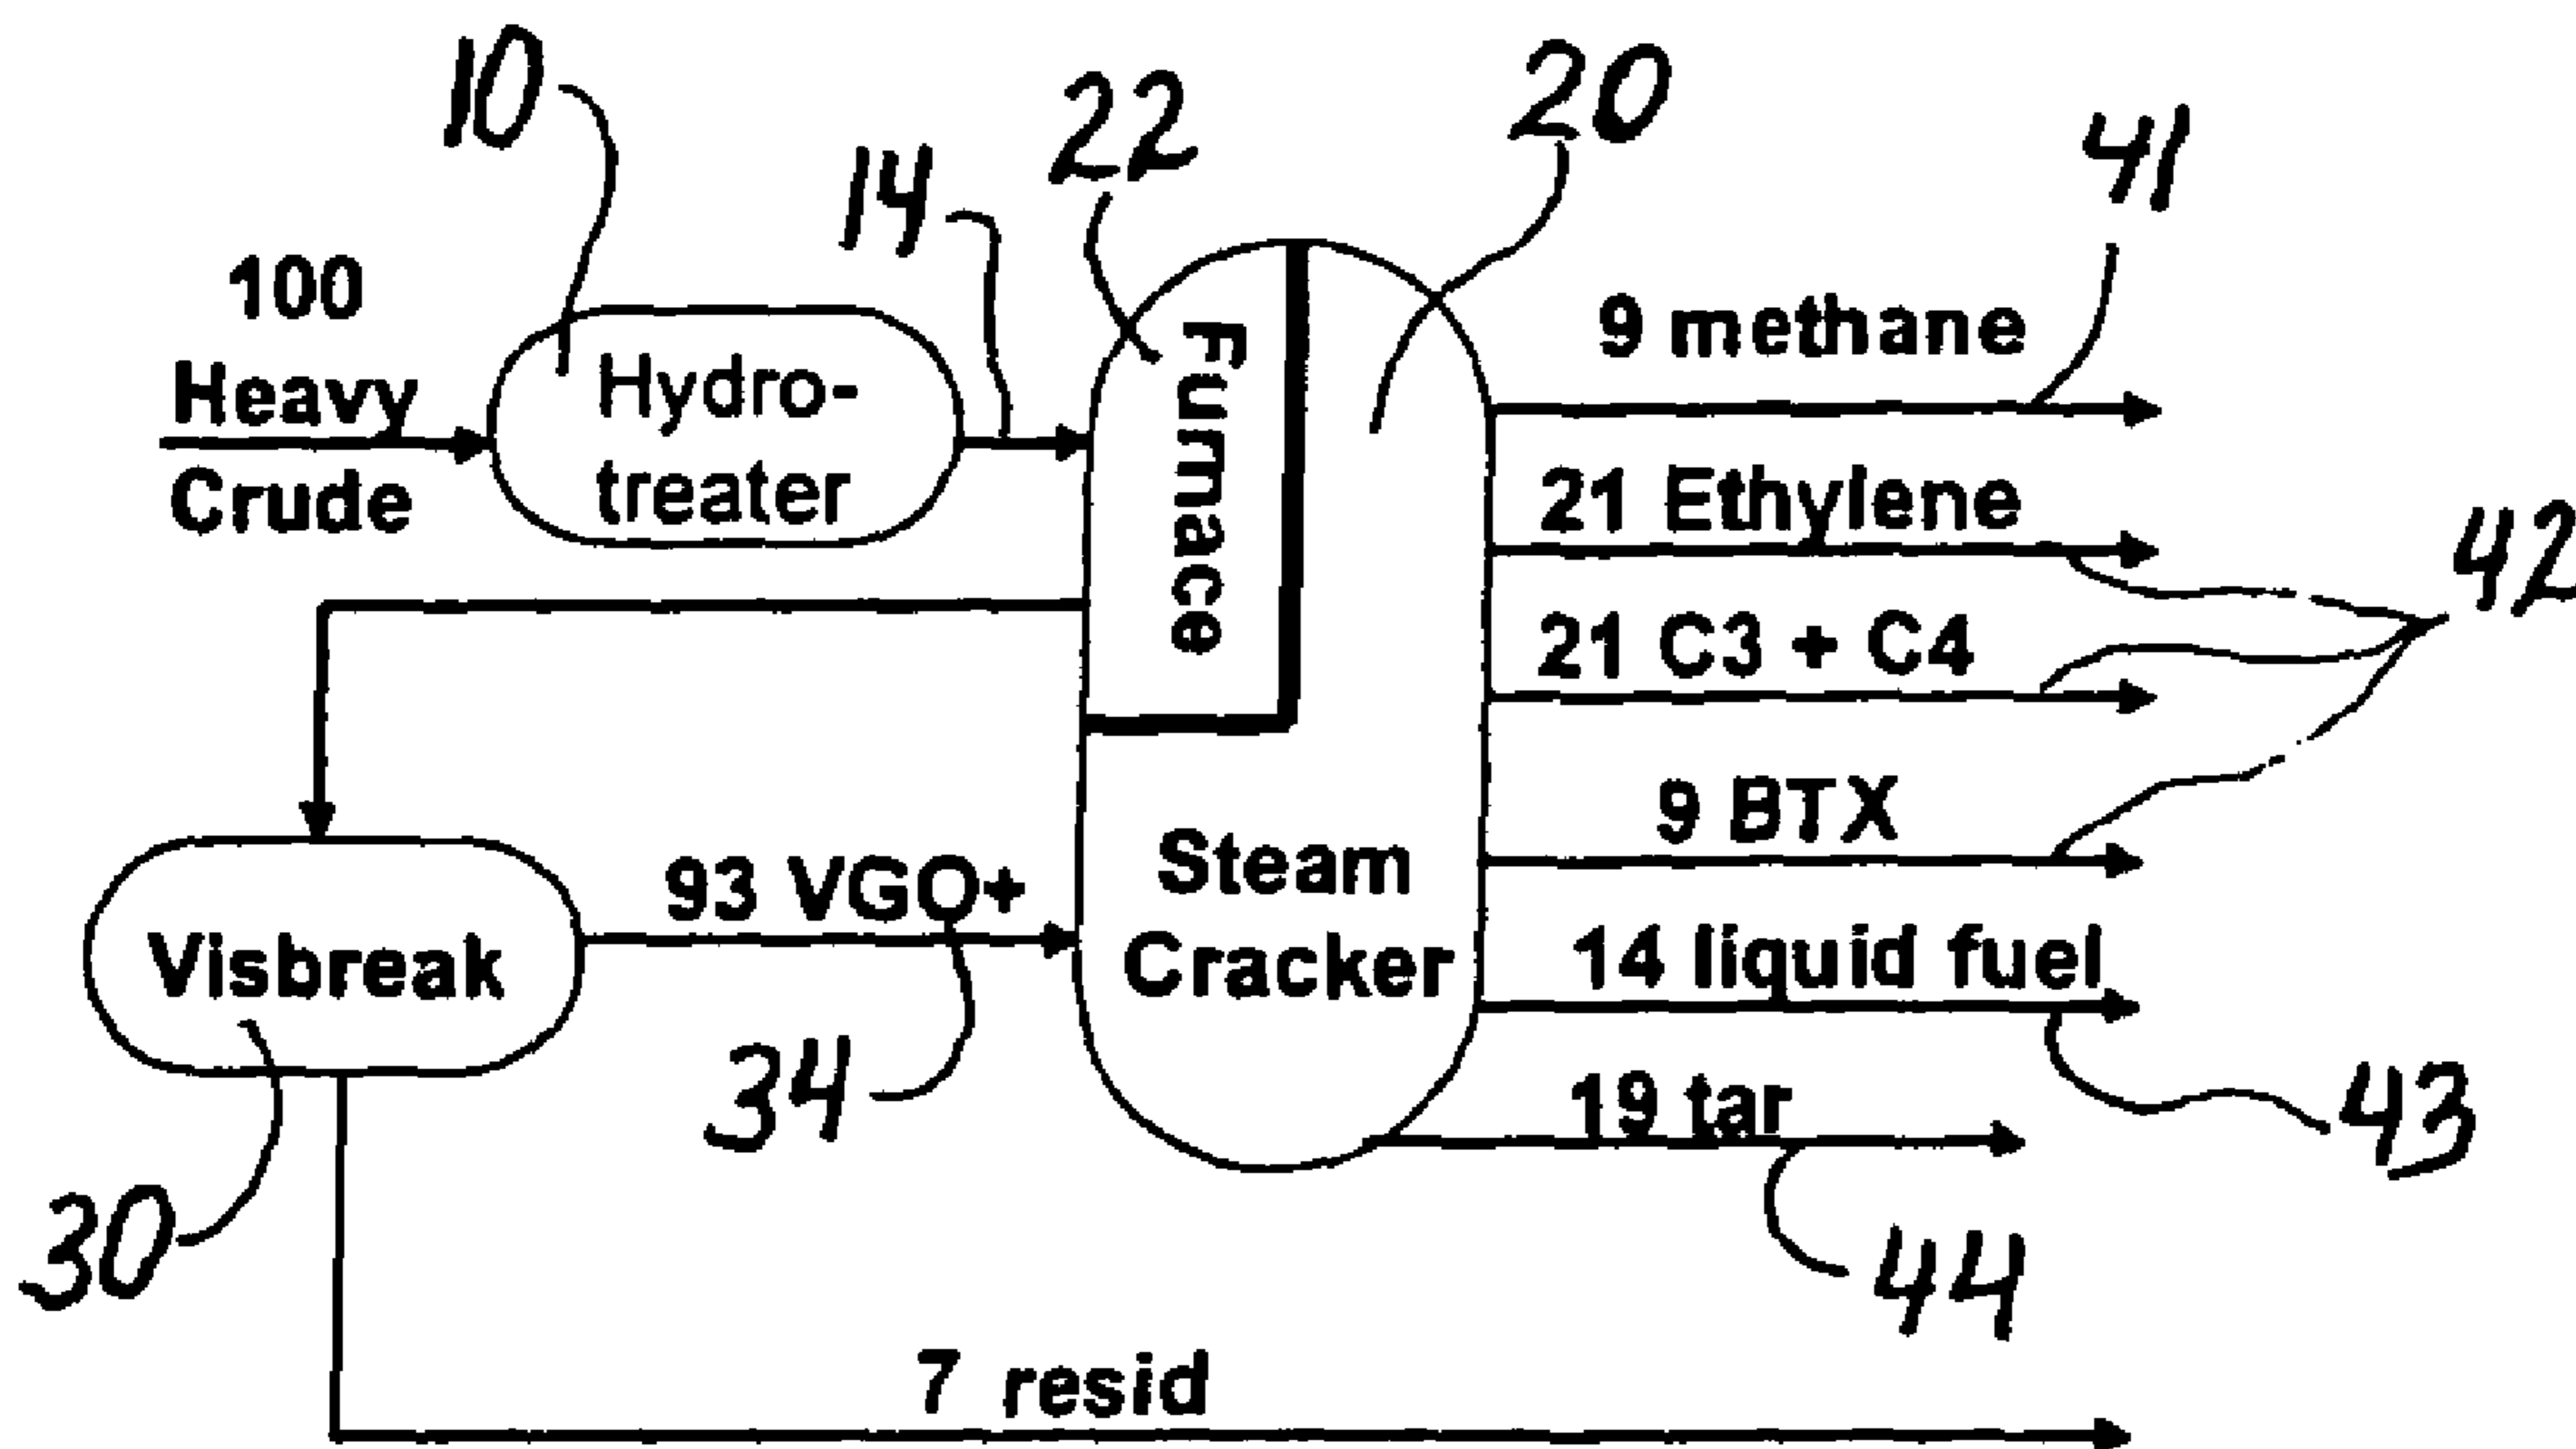 10
22
20
14
41
100
Heavy
Crude
Hydro-
treater
Furnace
9 methane
21 Ethylene
42
21 C3 + C4
9 BTX
Steam
Cracker
93 VGO+
Visbreak
14 liquid fuel
34
19 tar
43
30
44
7 resid